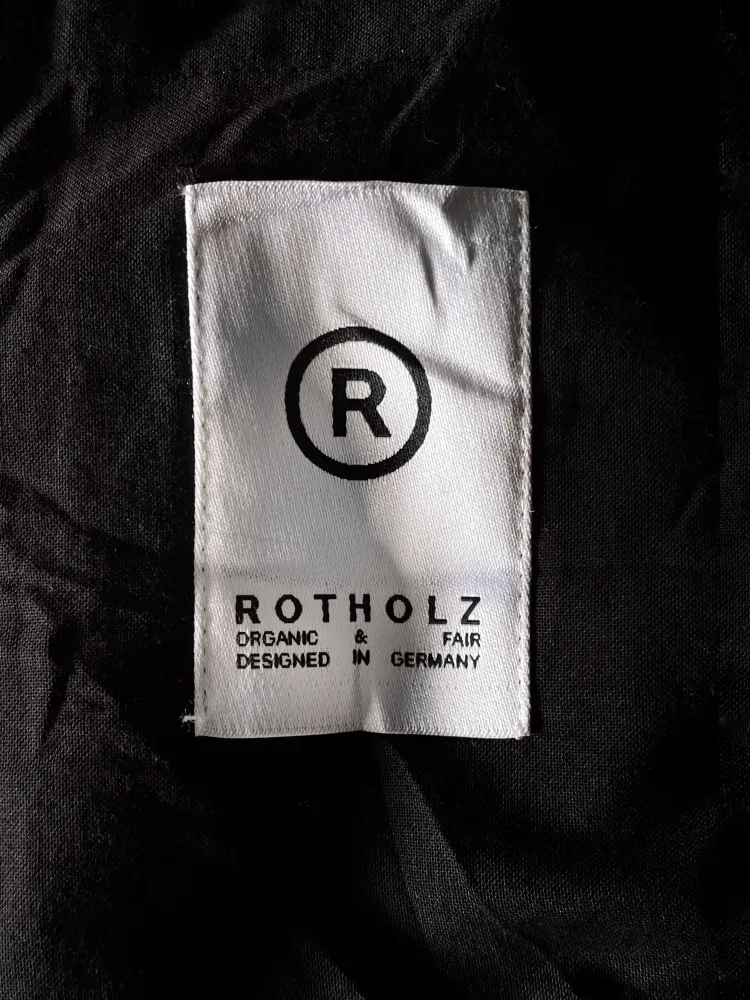 R
ROTHOLZ
ORGANIC & FAIR
DESIGNED IN GERMANY